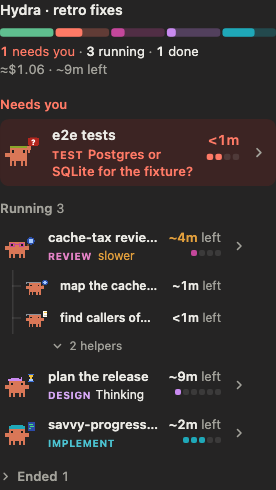 Hydra · retro fixes
1 needs you · 3 running · 1 done
≈$1.06 · ~9m left
Needs you
e2e tests
<1m
TEST Postgres or
SQLite for the fixture?
Running 3
cache-tax revie...
~4m left
REVIEW slower
map the cache...
~1m left
find callers of...
<1m left
2 helpers
plan the release
~9m left
DESIGN Thinking
savvy-progress...
~2m left
IMPLEMENT
Ended 1